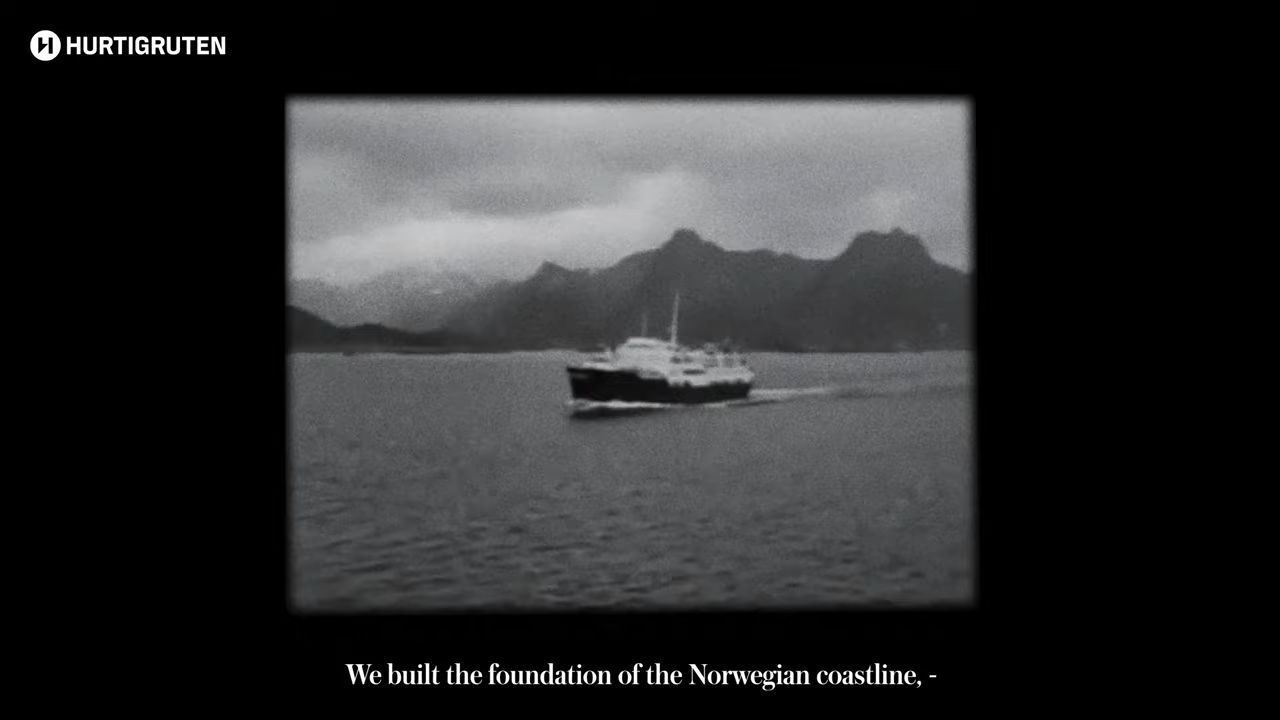 HURTIGRUTEN
We built the foundation of the Norwegian coastline, -